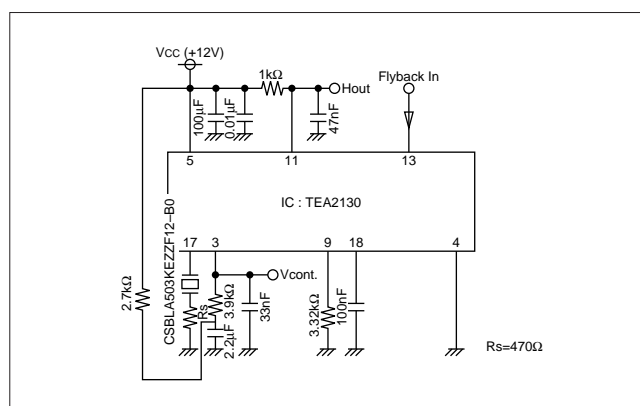 VCC (+12V)
1kΩ
Hout
Flyback In
100μF
0.01μF
47nF
5
11
13
IC : TEA2130
17
3
9
18
4
CSBLA503KEZZF12–B0
2.7kΩ
Rs
3.9kΩ
2.2μF
Vcont.
33nF
3.32kΩ
100nF
Rs=470Ω